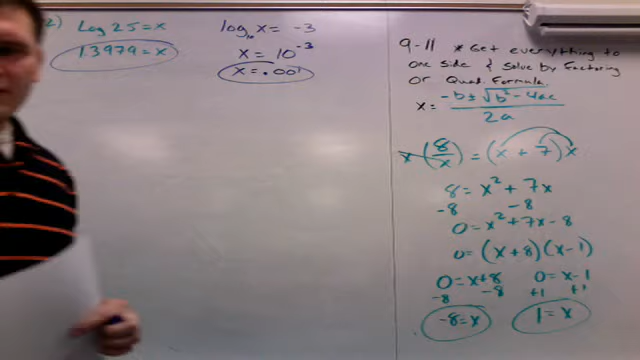 2) Log 25 = x
1.3979 = x
log₁₀ x = -3
x = 10⁻³
x = .001
9-11 * Get everything to
one side & solve by factoring
or Quad. Formula.
x = -b ± √b² - 4ac / 2a
x(8/x) = (x + 7)x
8 = x² + 7x
-8 -8
0 = x² + 7x - 8
0 = (x + 8)(x - 1)
0 = x + 8 0 = x - 1
-8 -8 +1 +1
-8 = x 1 = x